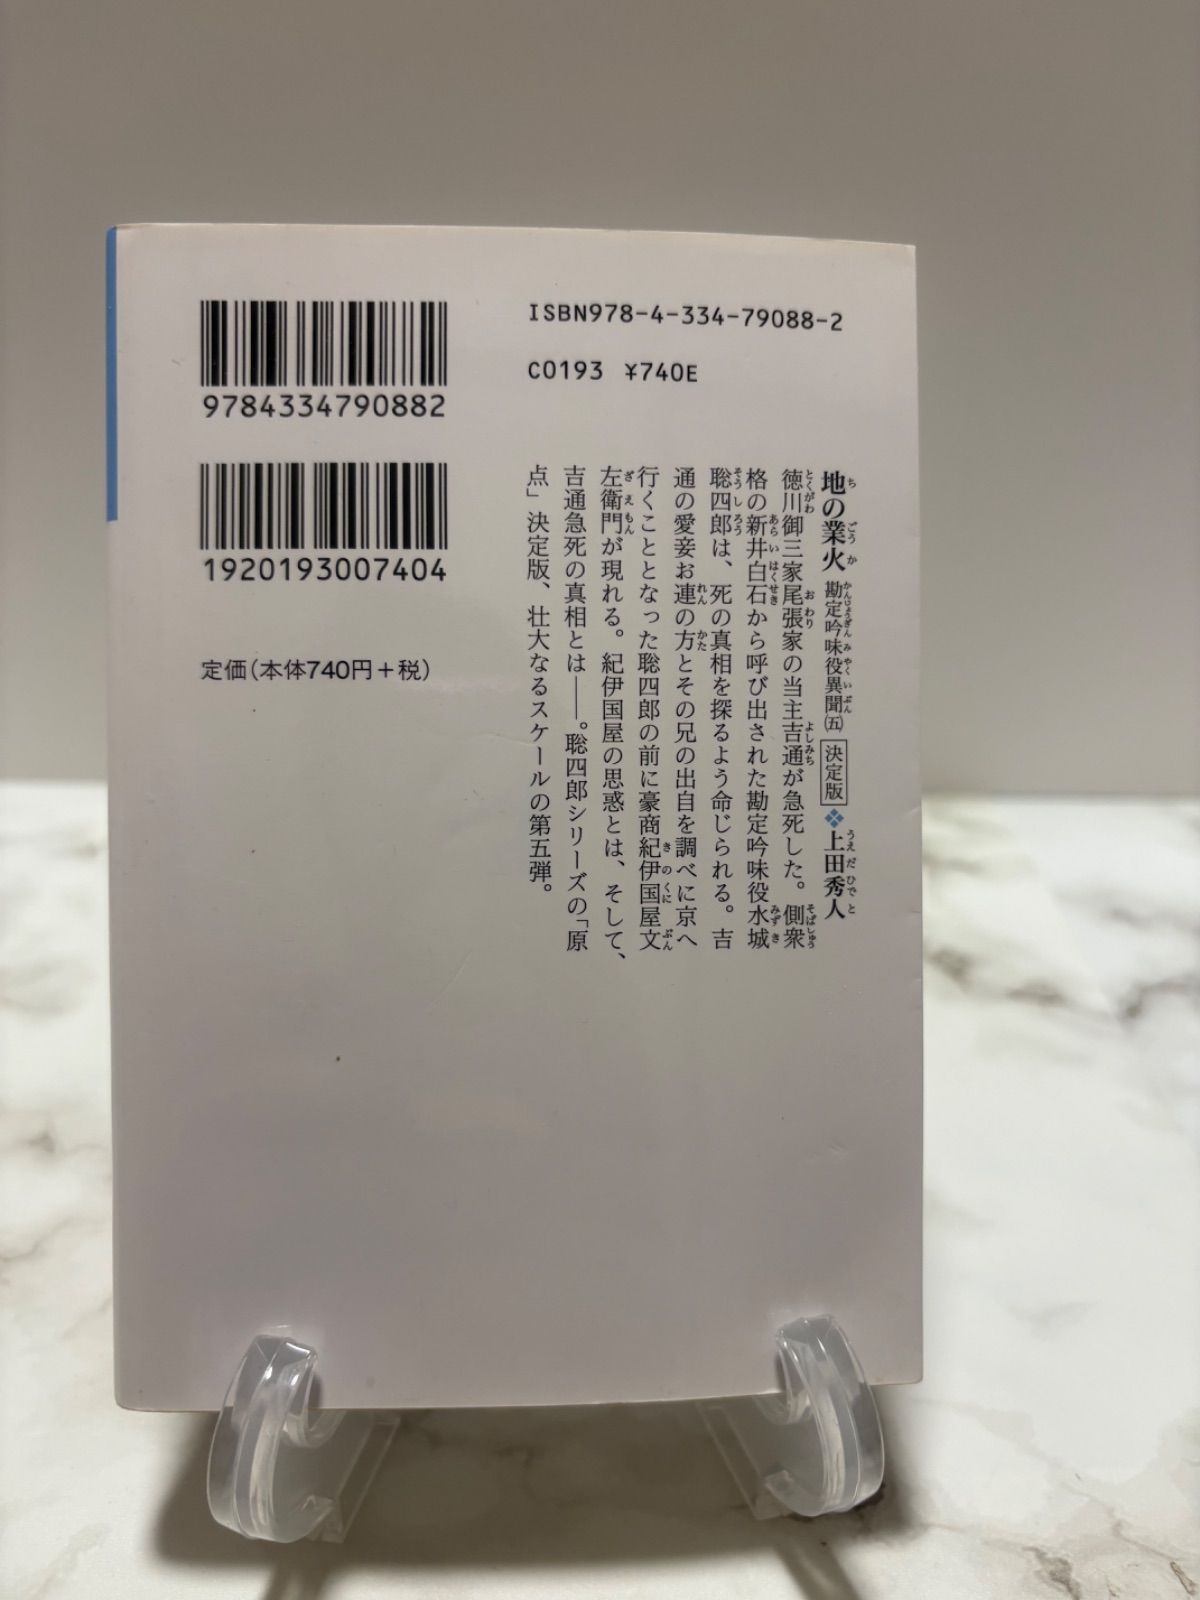 ISBN978-4-334-79088-2
C0193 ¥740E
9784334790882
1920193007404
定価(本体740円+税)
地の業火 勘定吟味役異聞(五) 決定版 ❖上田秀人
徳川御三家尾張家の当主吉通が急死した。側衆
格の新井白石から呼び出された勘定吟味役水城
聡四郎は、死の真相を探るよう命じられる。吉
通の愛妾お連の方とその兄の出自を調べに京へ
行くこととなった聡四郎の前に豪商紀伊国屋文
左衛門が現れる。紀伊国屋の思惑とは、そして、
吉通急死の真相とは――。聡四郎シリーズの「原
点」決定版、壮大なるスケールの第五弾。